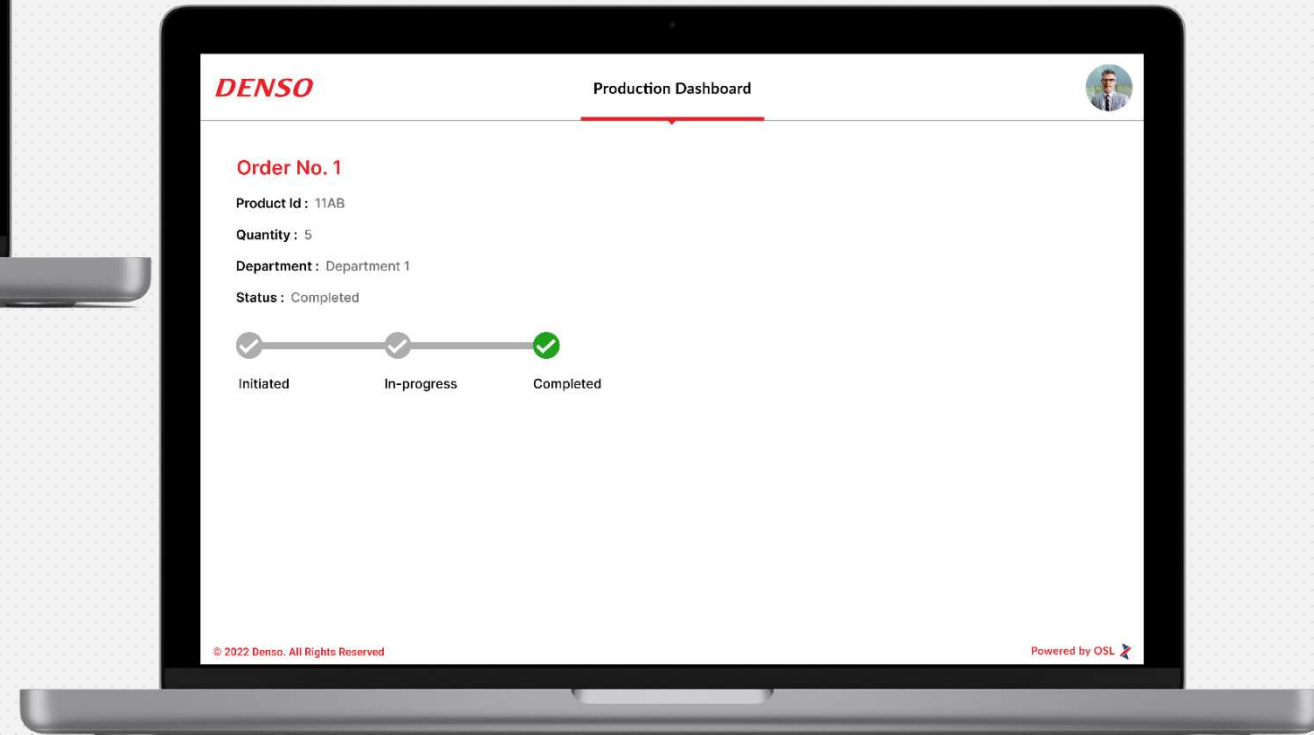 DENSO
Production Dashboard
Order No. 1
Product Id : 11AB
Quantity : 5
Department : Department 1
Status : Completed
Initiated
In-progress
Completed
© 2022 Denso. All Rights Reserved
Powered by OSL